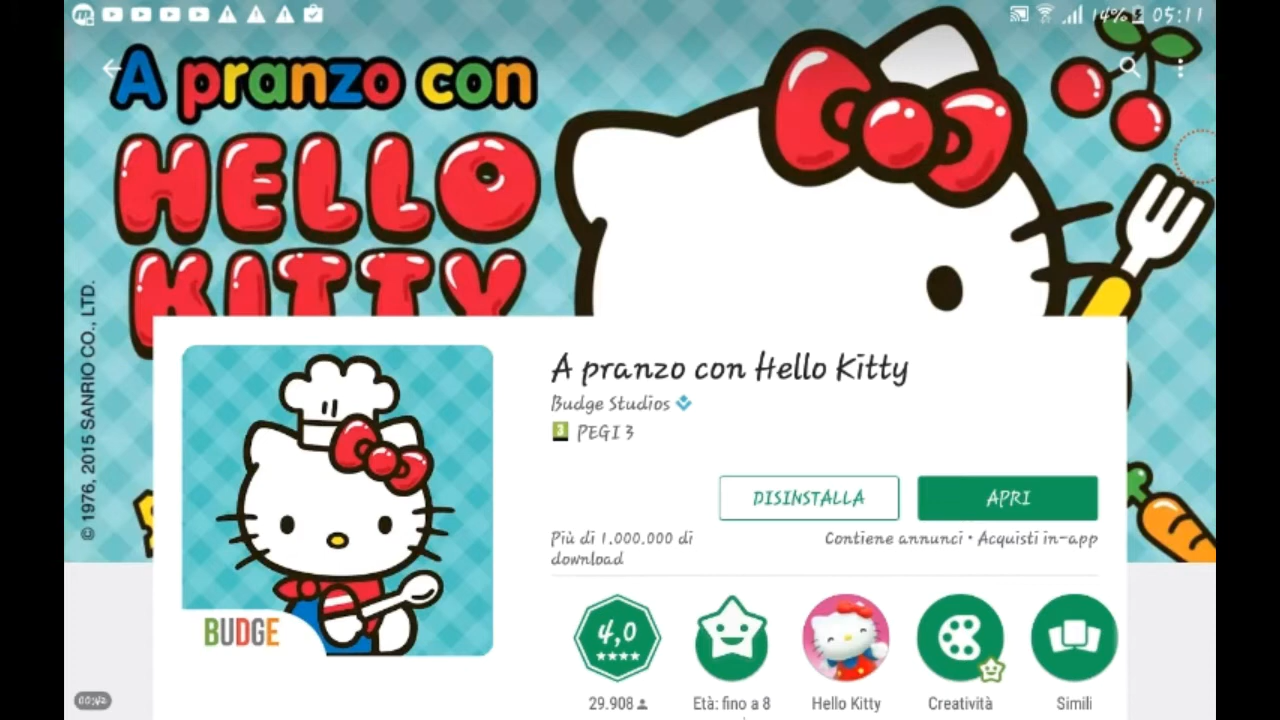 14% 05:11
A pranzo con
HELLO
KITTY
© 1976, 2015 SANRIO CO., LTD.
BUDGE
A pranzo con Hello Kitty
Budge Studios
3 PEGI 3
DISINSTALLA
APRI
Più di 1.000.000 di
download
Contiene annunci • Acquisti in-app
4,0
29.908
Età: fino a 8
Hello Kitty
Creatività
Simili